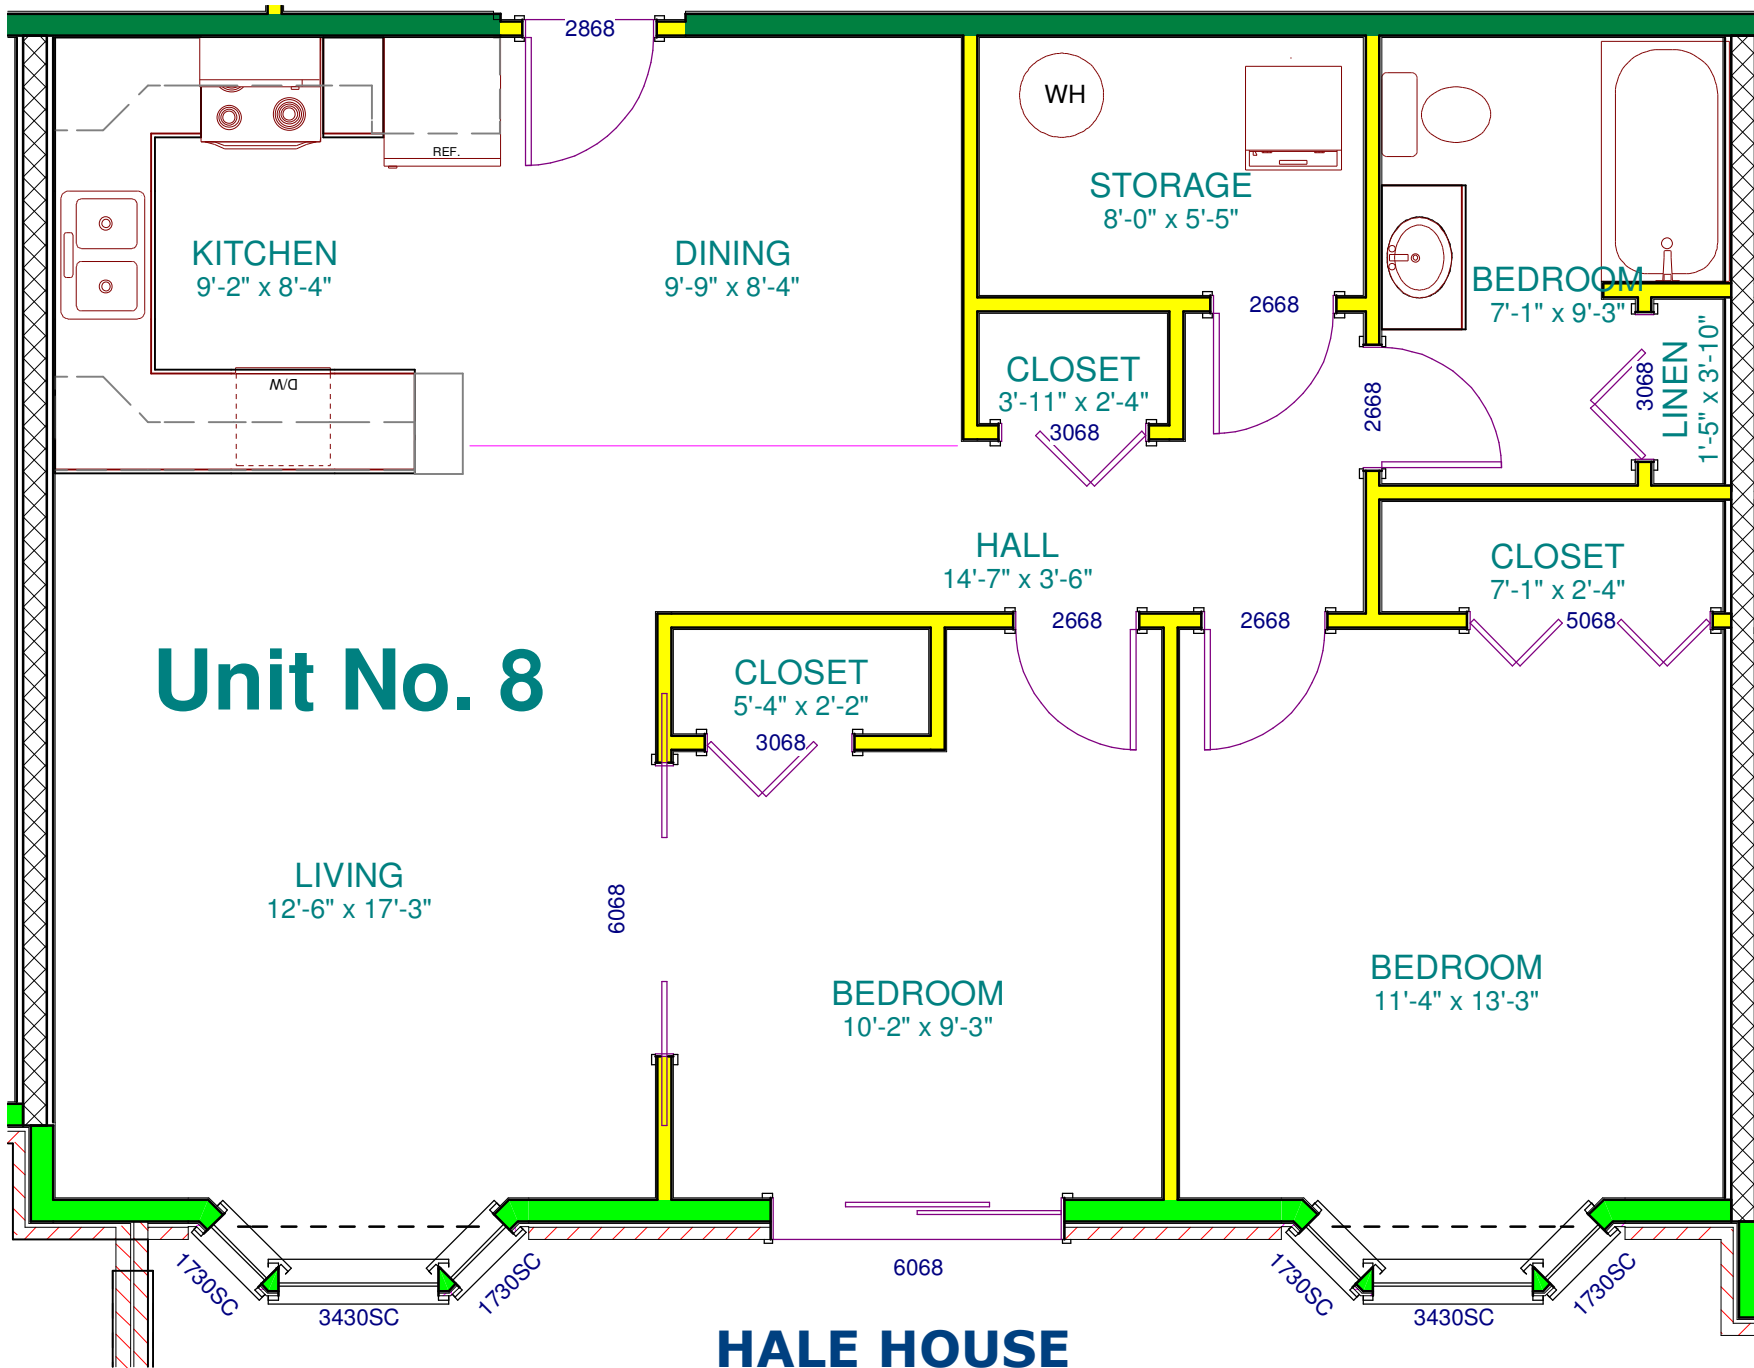 2868
WH
REF.
STORAGE
8'-0" x 5'-5"
KITCHEN
9'-2" x 8'-4"
DINING
9'-9" x 8'-4"
BEDROOM
7'-1" x 9'-3"
2668
CLOSET
3'-11" x 2'-4"
3068
2668
3068
LINEN
1'-5" x 3'-10"
D/W
HALL
14'-7" x 3'-6"
CLOSET
7'-1" x 2'-4"
2668
2668
5068
Unit No. 8
CLOSET
5'-4" x 2'-2"
3068
LIVING
12'-6" x 17'-3"
6068
BEDROOM
10'-2" x 9'-3"
BEDROOM
11'-4" x 13'-3"
1730SC
3430SC
1730SC
6068
1730SC
3430SC
1730SC
HALE HOUSE